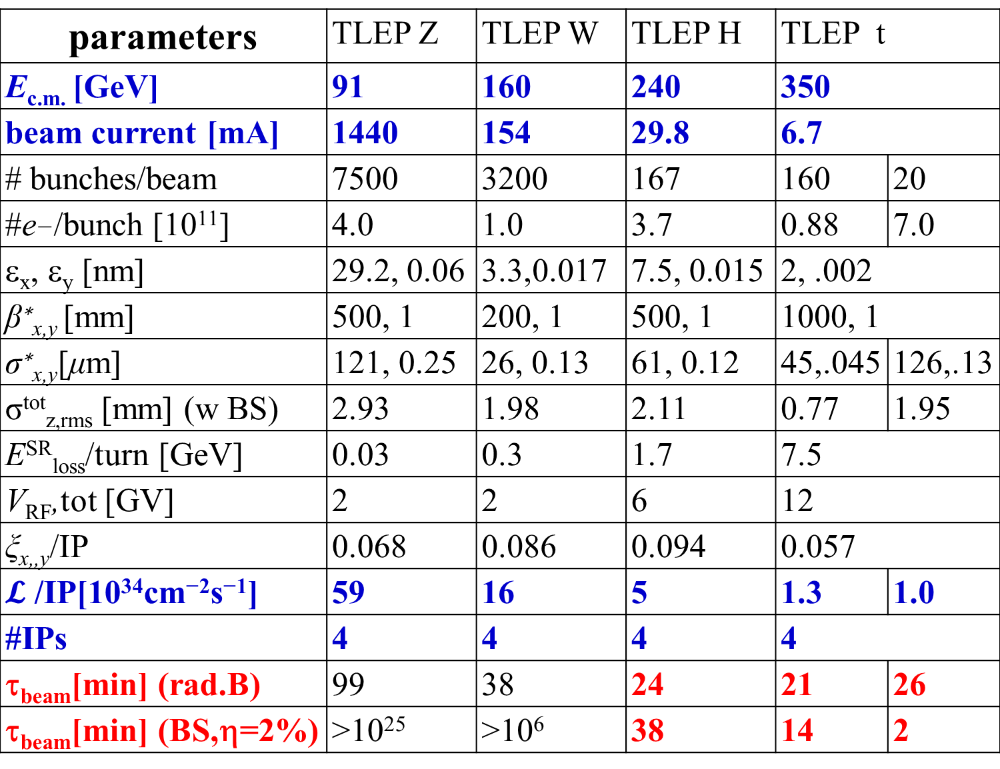 parameters TLEP Z TLEP W TLEP H TLEP t
E c.m. [GeV] 91 160 240 350
beam current [mA] 1440 154 29.8 6.7
# bunches/beam 7500 3200 167 160 20
#e–/bunch [10¹¹] 4.0 1.0 3.7 0.88 7.0
εx, εy [nm] 29.2, 0.06 3.3,0.017 7.5, 0.015 2, .002
β*x,y [mm] 500, 1 200, 1 500, 1 1000, 1
σ*x,y[μm] 121, 0.25 26, 0.13 61, 0.12 45,.045 126,.13
σ^tot z,rms [mm] (w BS) 2.93 1.98 2.11 0.77 1.95
E^SR loss/turn [GeV] 0.03 0.3 1.7 7.5
V RF,tot [GV] 2 2 6 12
ξx,,y/IP 0.068 0.086 0.094 0.057
ℒ /IP[10³⁴cm⁻²s⁻¹] 59 16 5 1.3 1.0
#IPs 4 4 4 4
τbeam[min] (rad.B) 99 38 24 21 26
τbeam[min] (BS,η=2%) >10²⁵ >10⁶ 38 14 2